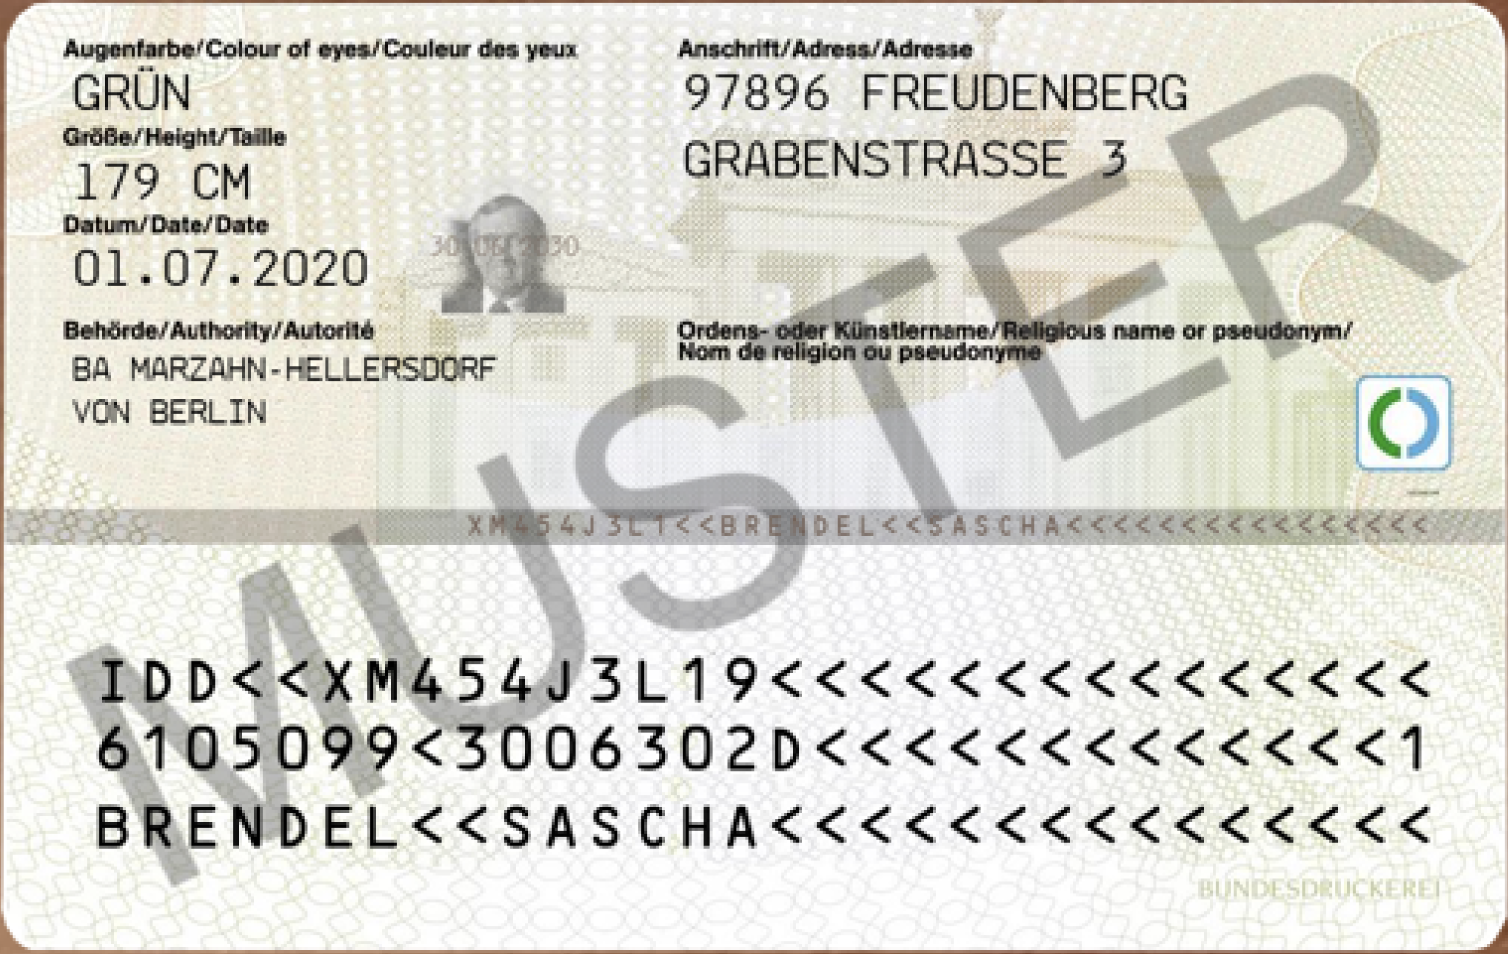 Augenfarbe/Colour of eyes/Couleur des yeux
GRÜN
Größe/Height/Taille
179 CM
Datum/Date/Date
01.07.2020
Behörde/Authority/Autorité
BA MARZAHN-HELLERSDORF
VON BERLIN
Anschrift/Adress/Adresse
97896 FREUDENBERG
GRABENSTRASSE 3
Ordens- oder Künstlername/Religious name or pseudonym/
Nom de religion ou pseudonyme
MUSTER
XM454J3L1<<BRENDEL<<SASCHA<<<<<<<<<<<<<<<<<
IDD<<XM454J3L19<<<<<<<<<<<<<<<
6105099<3006302D<<<<<<<<<<<<<1
BRENDEL<<SASCHA<<<<<<<<<<<<<<<
BUNDESDRUCKEREI